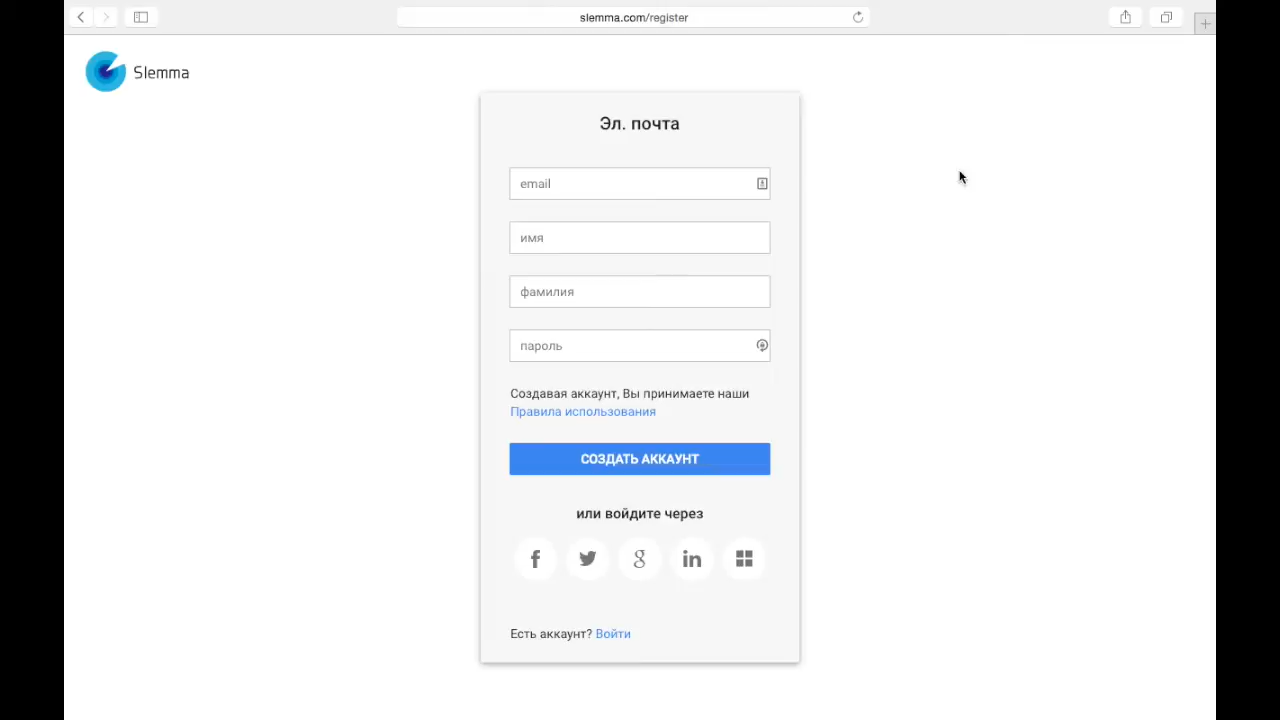 slemma.com/register
Slemma
Эл. почта
email
имя
фамилия
пароль
Создавая аккаунт, Вы принимаете наши
Правила использования
СОЗДАТЬ АККАУНТ
или войдите через
Есть аккаунт? Войти